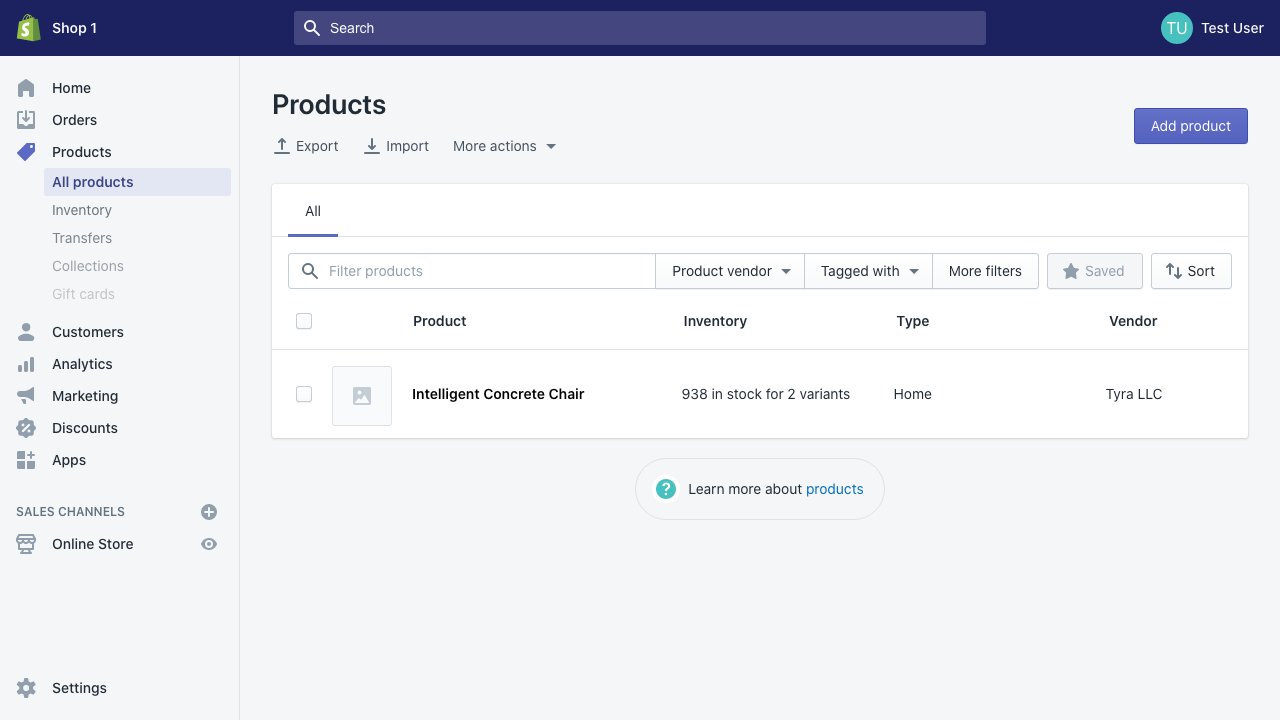 Shop 1
Search
TU
Test User
Home
Orders
Products
All products
Inventory
Transfers
Collections
Gift cards
Customers
Analytics
Marketing
Discounts
Apps
SALES CHANNELS
Online Store
Settings
Products
Export
Import
More actions
Add product
All
Filter products
Product vendor
Tagged with
More filters
Saved
Sort
Product
Inventory
Type
Vendor
Intelligent Concrete Chair
938 in stock for 2 variants
Home
Tyra LLC
Learn more about products